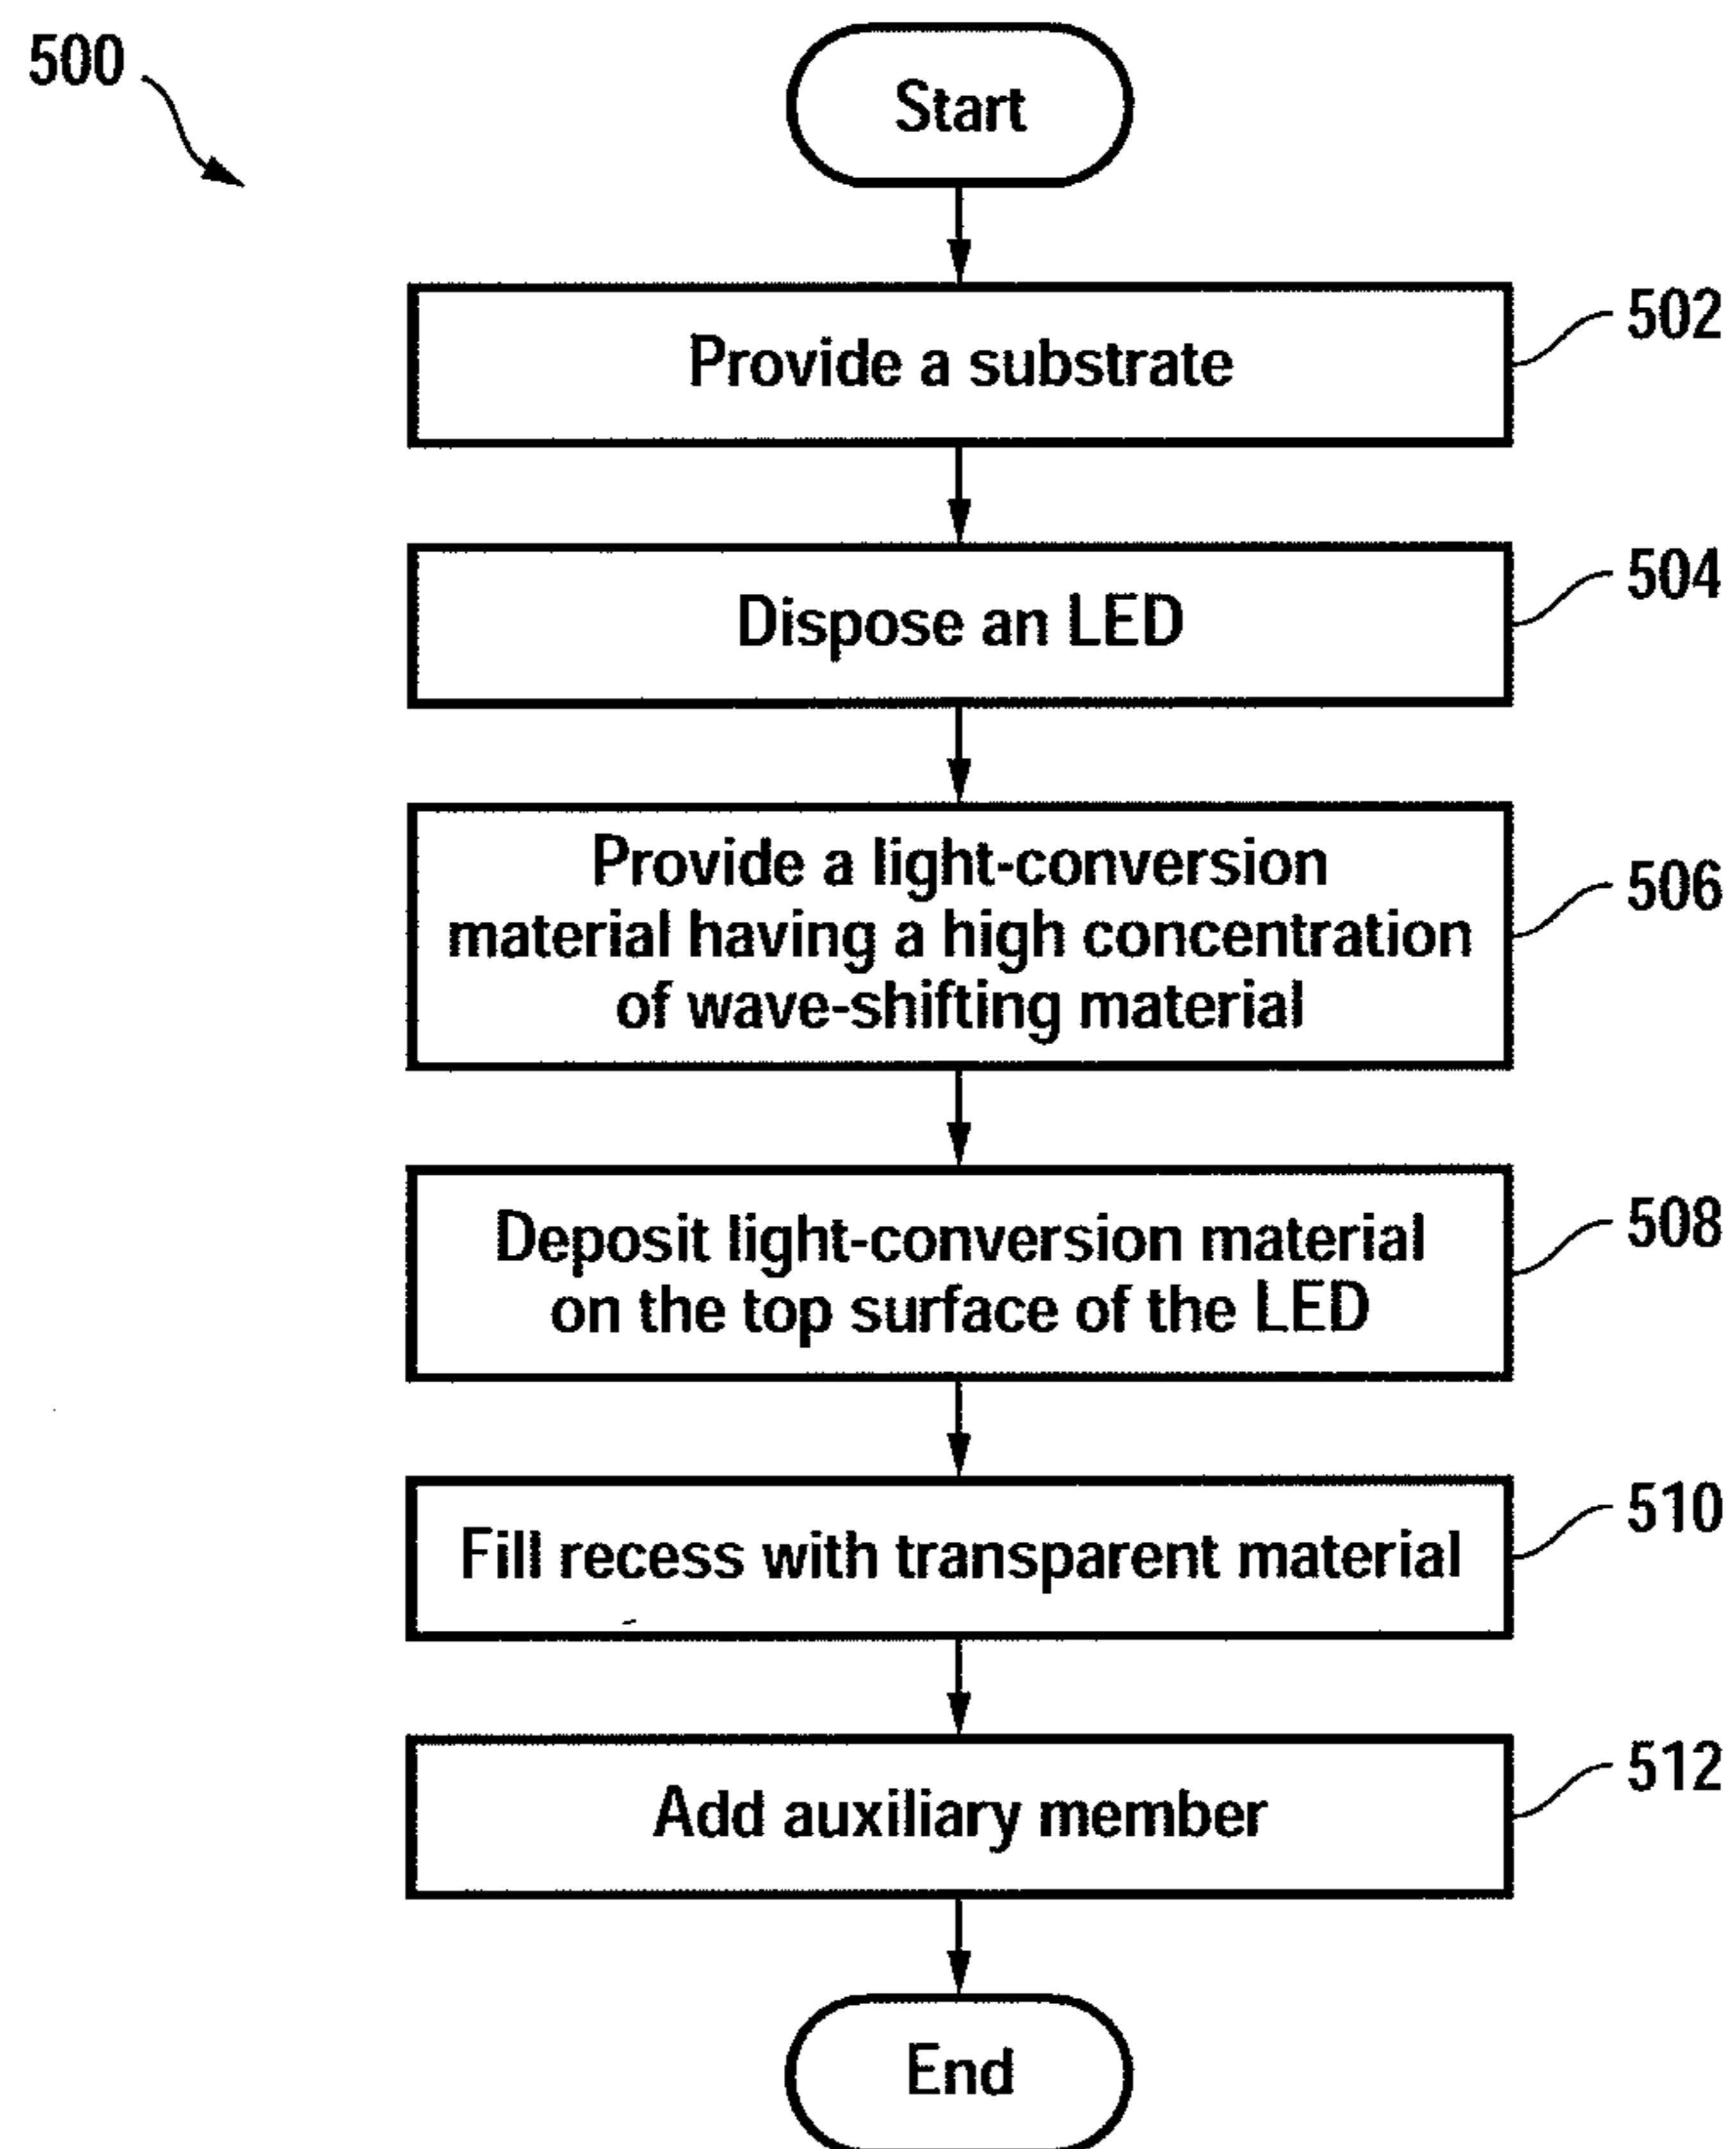 500
Start
Provide a substrate
502
Dispose an LED
504
Provide a light-conversion
material having a high concentration
of wave-shifting material
506
Deposit light-conversion material
on the top surface of the LED
508
Fill recess with transparent material
510
Add auxiliary member
512
End